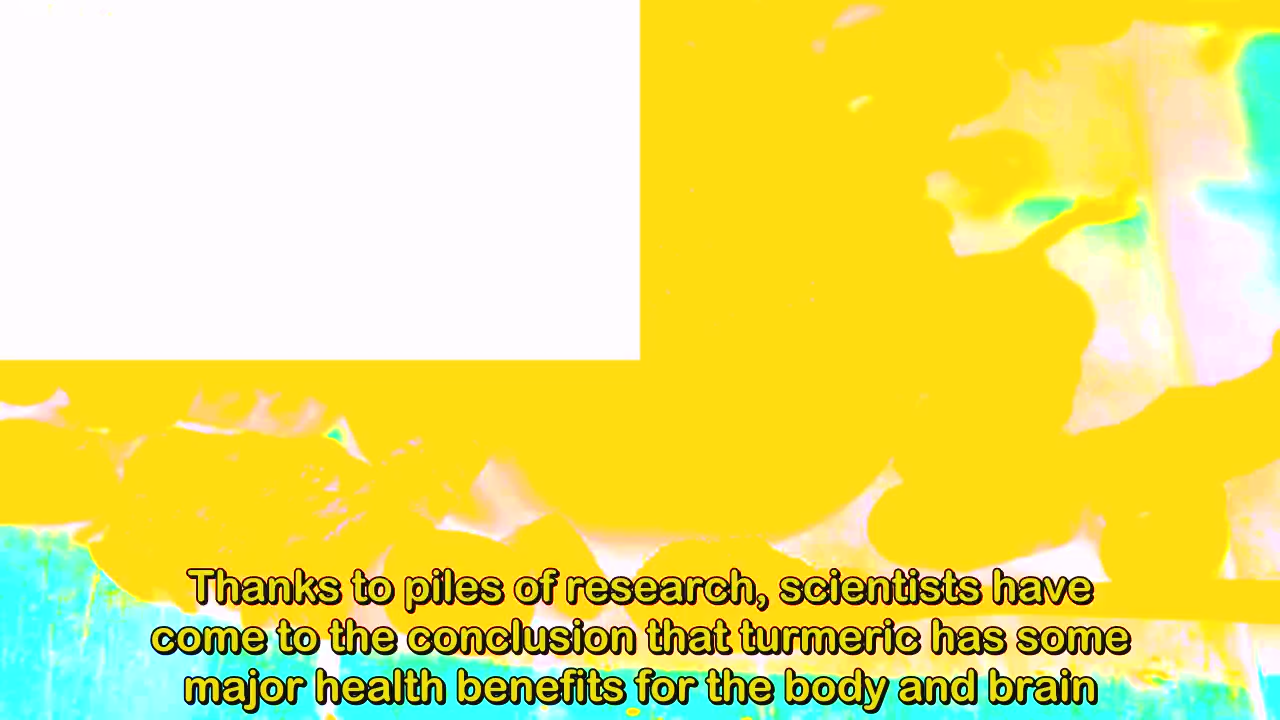 Thanks to piles of research, scientists have
come to the conclusion that turmeric has some
major health benefits for the body and brain